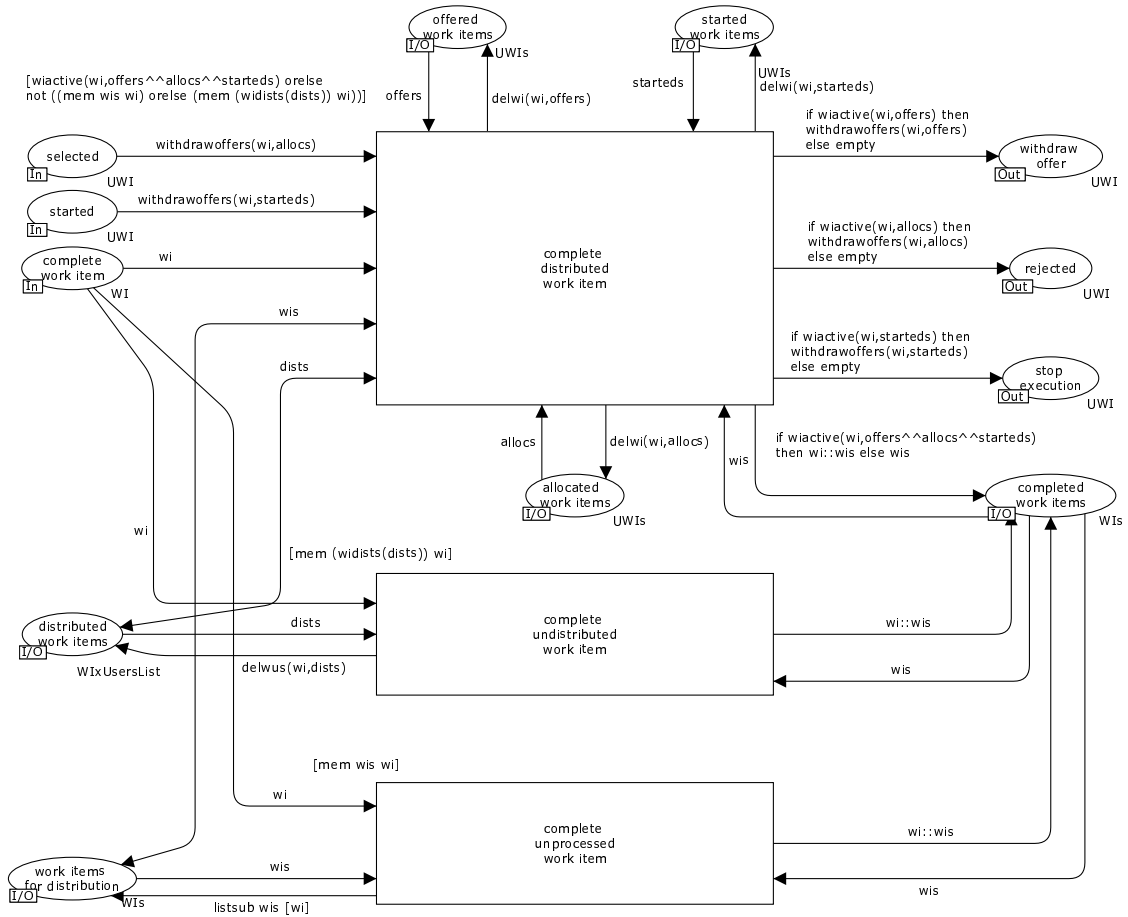 offered
work items
I/O
UWIs
started
work items
I/O
UWIs
delwi(wi,starteds)
[wiactive(wi,offers^^allocs^^starteds) orelse
not ((mem wis wi) orelse (mem (widists(dists)) wi))]
offers
delwi(wi,offers)
starteds
if wiactive(wi,offers) then
withdrawoffers(wi,offers)
else empty
selected
In
UWI
withdrawoffers(wi,allocs)
withdraw
offer
Out
UWI
started
In
UWI
withdrawoffers(wi,starteds)
complete
work item
In
WI
wi
complete
distributed
work item
if wiactive(wi,allocs) then
withdrawoffers(wi,allocs)
else empty
rejected
Out
UWI
wis
dists
if wiactive(wi,starteds) then
withdrawoffers(wi,starteds)
else empty
stop
execution
Out
UWI
allocs
delwi(wi,allocs)
wis
if wiactive(wi,offers^^allocs^^starteds)
then wi::wis else wis
allocated
work items
I/O
UWIs
completed
work items
I/O
WIs
wi
[mem (widists(dists)) wi]
distributed
work items
I/O
WIxUsersList
dists
delwus(wi,dists)
complete
undistributed
work item
wi::wis
wis
[mem wis wi]
wi
complete
unprocessed
work item
wi::wis
wis
work items
for distribution
I/O
WIs
wis
listsub wis [wi]